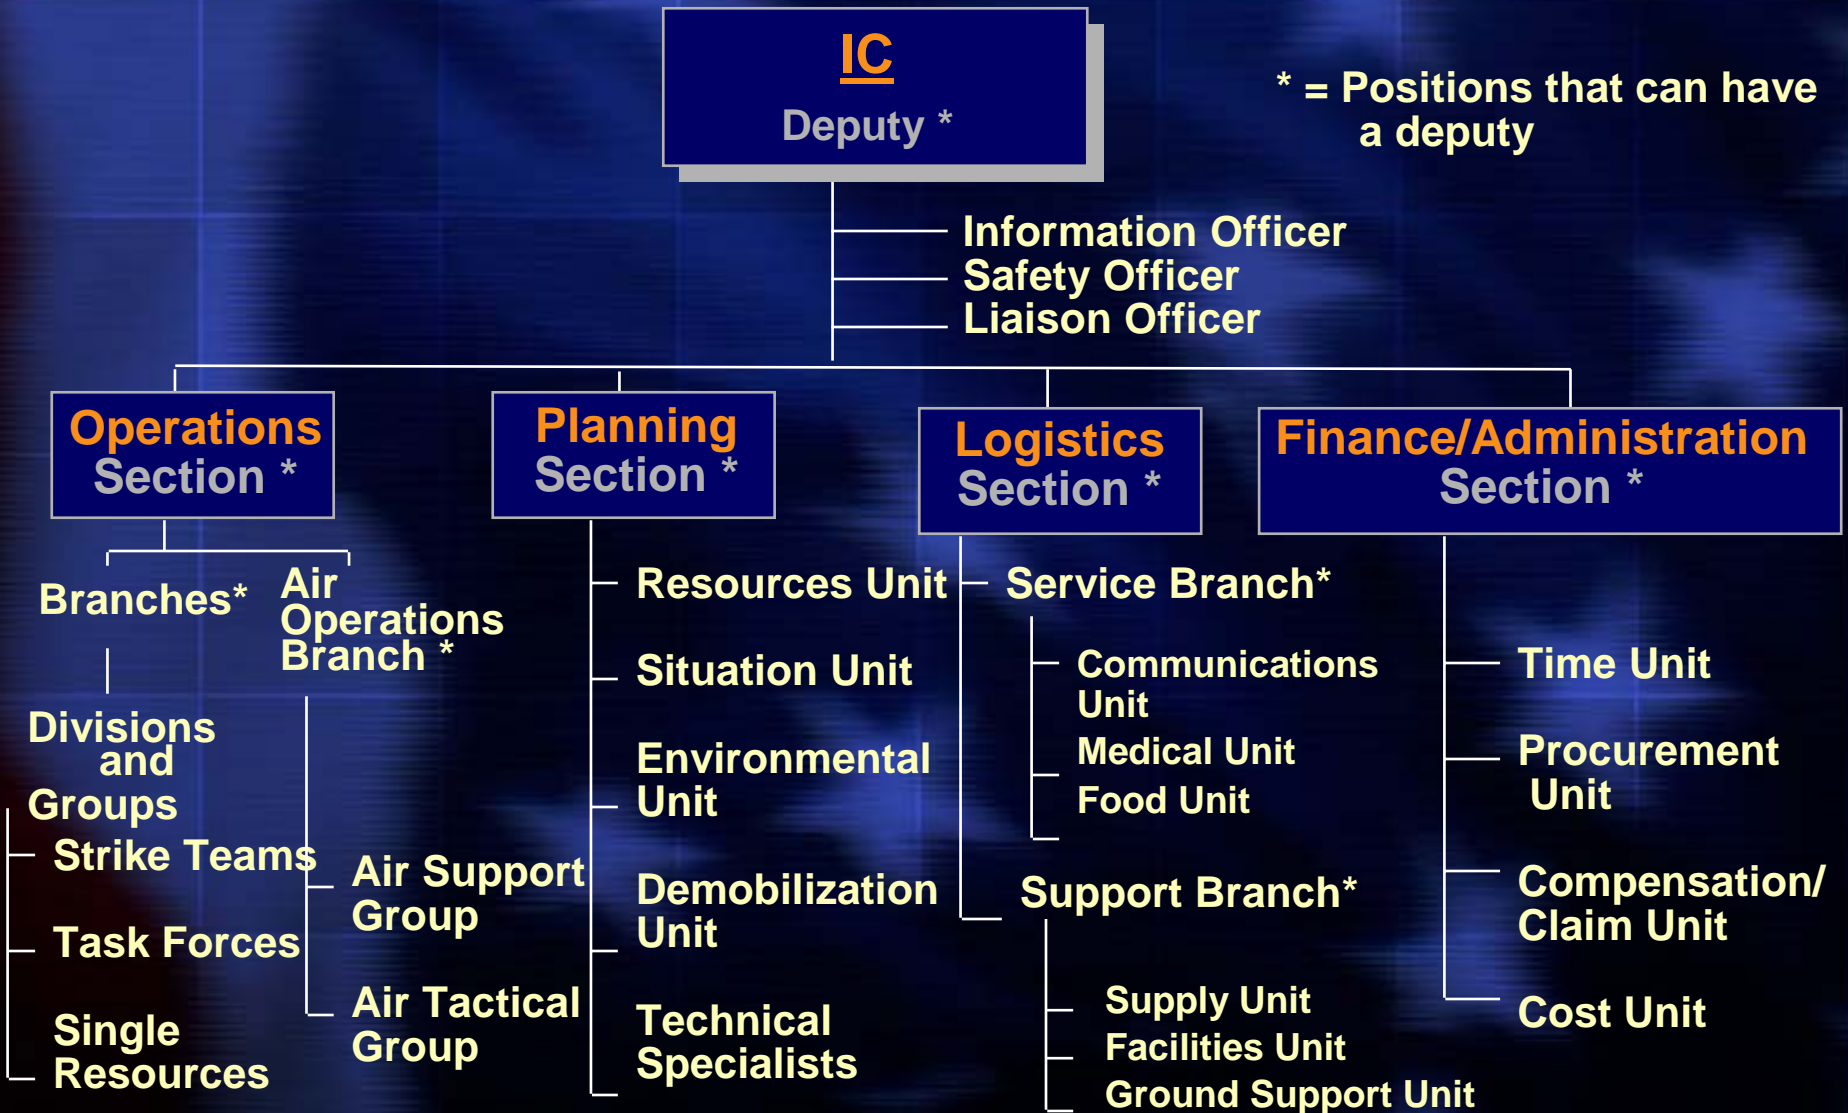 IC
Deputy *
* = Positions that can have
a deputy
Information Officer
Safety Officer
Liaison Officer
Operations
Section *
Planning
Section *
Logistics
Section *
Finance/Administration
Section *
Branches*
Air
Operations
Branch *
Divisions
and
Groups
Strike Teams
Task Forces
Single
Resources
Air Support
Group
Air Tactical
Group
Resources Unit
Situation Unit
Environmental
Unit
Demobilization
Unit
Technical
Specialists
Service Branch*
Communications
Unit
Medical Unit
Food Unit
Support Branch*
Supply Unit
Facilities Unit
Ground Support Unit
Time Unit
Procurement
Unit
Compensation/
Claim Unit
Cost Unit